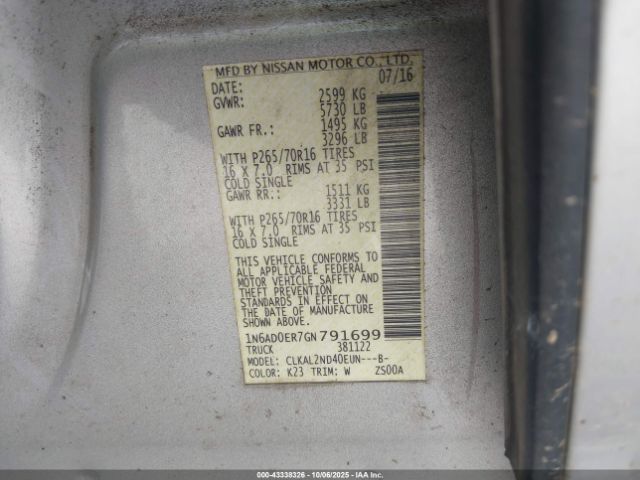 MFD BY NISSAN MOTOR CO., LTD.
DATE: 07/16
GVWR: 2599 KG
5730 LB
GAWR FR.: 1495 KG
3296 LB
WITH P265/70R16 TIRES
16 X 7.0 RIMS AT 35 PSI
COLD SINGLE
GAWR RR.: 1511 KG
3331 LB
WITH P265/70R16 TIRES
16 X 7.0 RIMS AT 35 PSI
COLD SINGLE
THIS VEHICLE CONFORMS TO
ALL APPLICABLE FEDERAL
MOTOR VEHICLE SAFETY AND
THEFT PREVENTION
STANDARDS IN EFFECT ON
THE DATE OF MANUFACTURE
SHOWN ABOVE.
1N6AD0ER7GN791699
TRUCK 381122
MODEL: CLKAL2ND40EUN---B-
COLOR: K23 TRIM: W ZS00A
000-43338326 - 10/06/2025 - IAAI.com